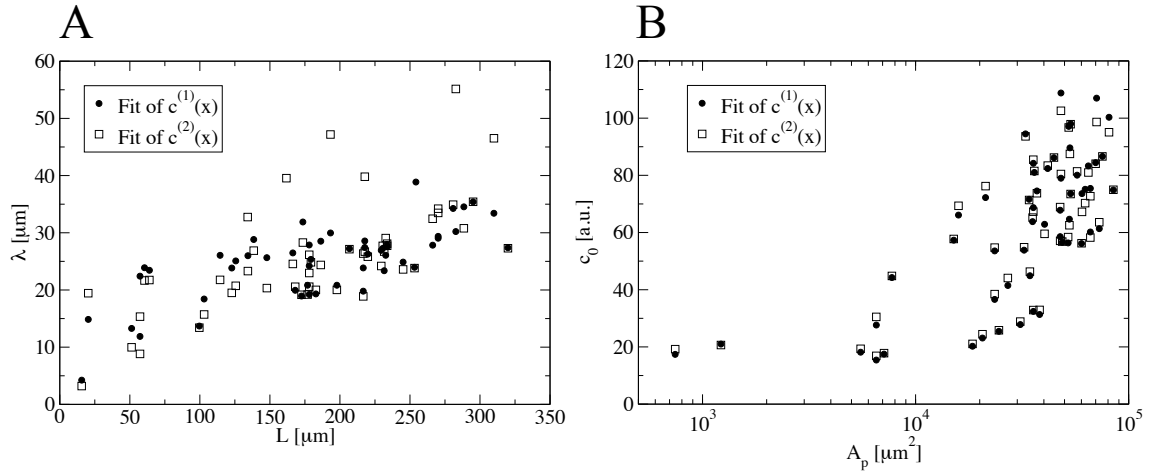 A
60
50
40
30
20
10
0
λ [μm]
Fit of c(1)(x)
Fit of c(2)(x)
0 50 100 150 200 250 300 350
L [μm]
B
120
100
80
60
40
20
0
c0 [a.u.]
Fit of c(1)(x)
Fit of c(2)(x)
10^3 10^4 10^5
Ap [μm2]